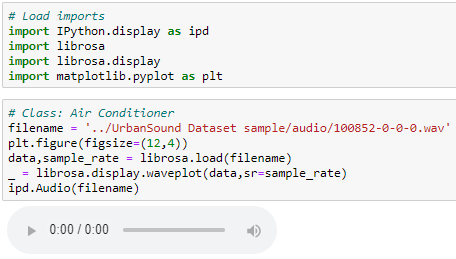 # Load imports
import IPython.display as ipd
import librosa
import librosa.display
import matplotlib.pyplot as plt
# Class: Air Conditioner
filename = '../UrbanSound Dataset sample/audio/100852-0-0-0.wav'
plt.figure(figsize=(12,4))
data,sample_rate = librosa.load(filename)
_ = librosa.display.waveplot(data,sr=sample_rate)
ipd.Audio(filename)
0:00 / 0:00